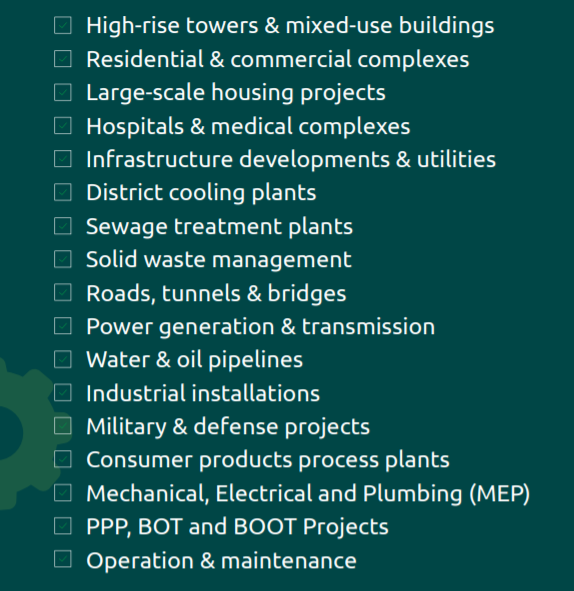 High-rise towers & mixed-use buildings
Residential & commercial complexes
Large-scale housing projects
Hospitals & medical complexes
Infrastructure developments & utilities
District cooling plants
Sewage treatment plants
Solid waste management
Roads, tunnels & bridges
Power generation & transmission
Water & oil pipelines
Industrial installations
Military & defense projects
Consumer products process plants
Mechanical, Electrical and Plumbing (MEP)
PPP, BOT and BOOT Projects
Operation & maintenance